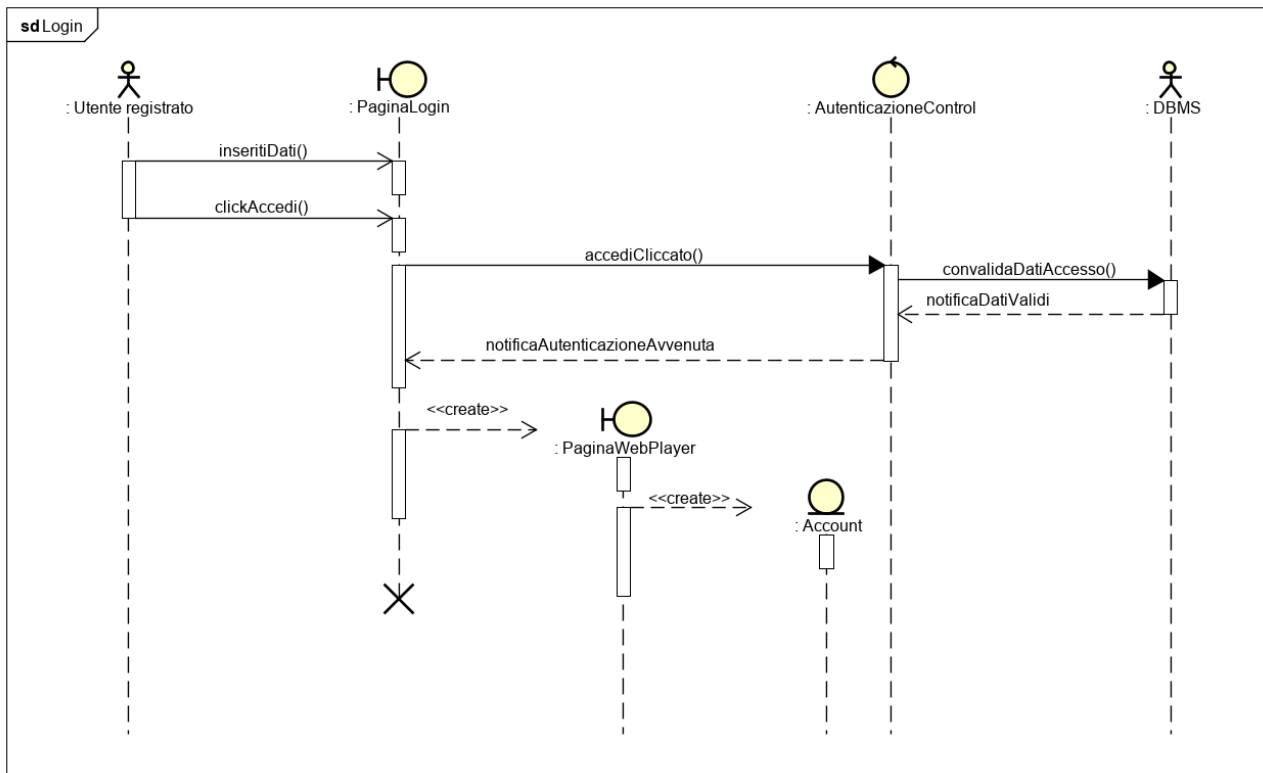 sd Login
: Utente registrato
: PaginaLogin
: AutenticazioneControl
: DBMS
inseritiDati()
clickAccedi()
accediCliccato()
convalidaDatiAccesso()
notificaDatiValidi
notificaAutenticazioneAvvenuta
<<create>>
: PaginaWebPlayer
<<create>>
: Account